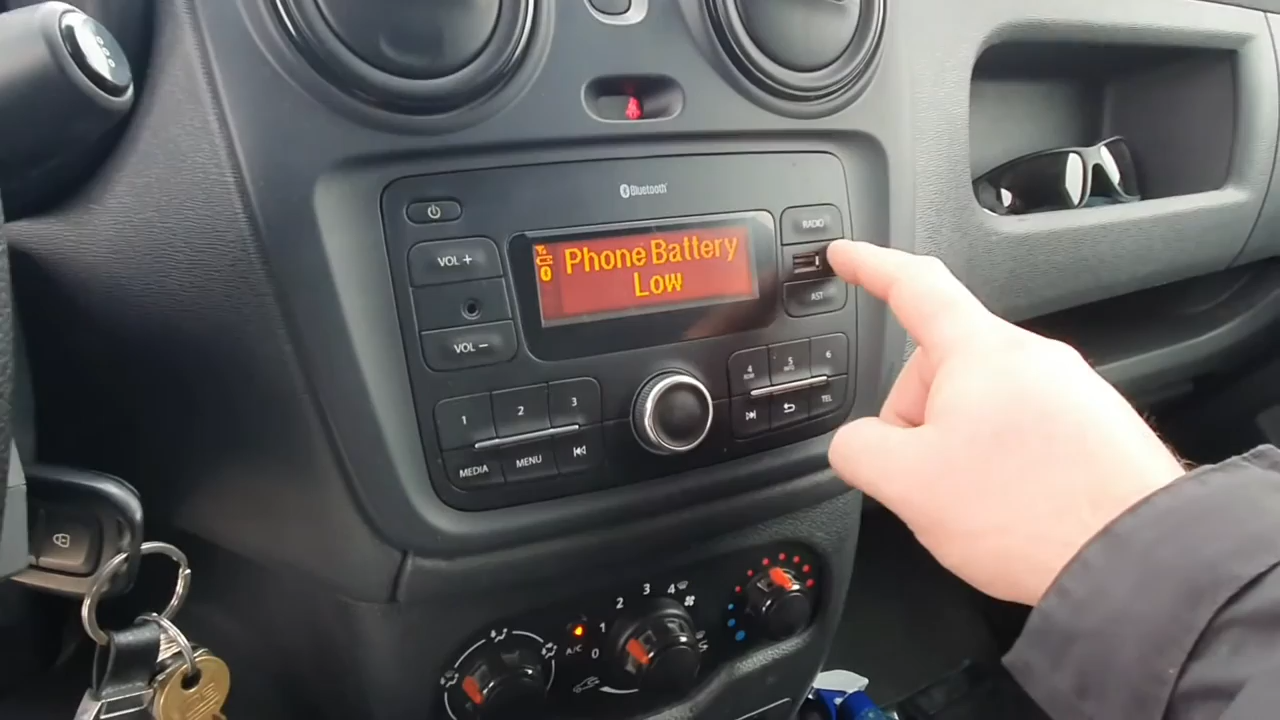 Bluetooth
RADIO
VOL +
Phone Battery
Low
AST
VOL −
1
2
3
4
5
6
MEDIA
MENU
TEL
0
1
2
3
4
A/C